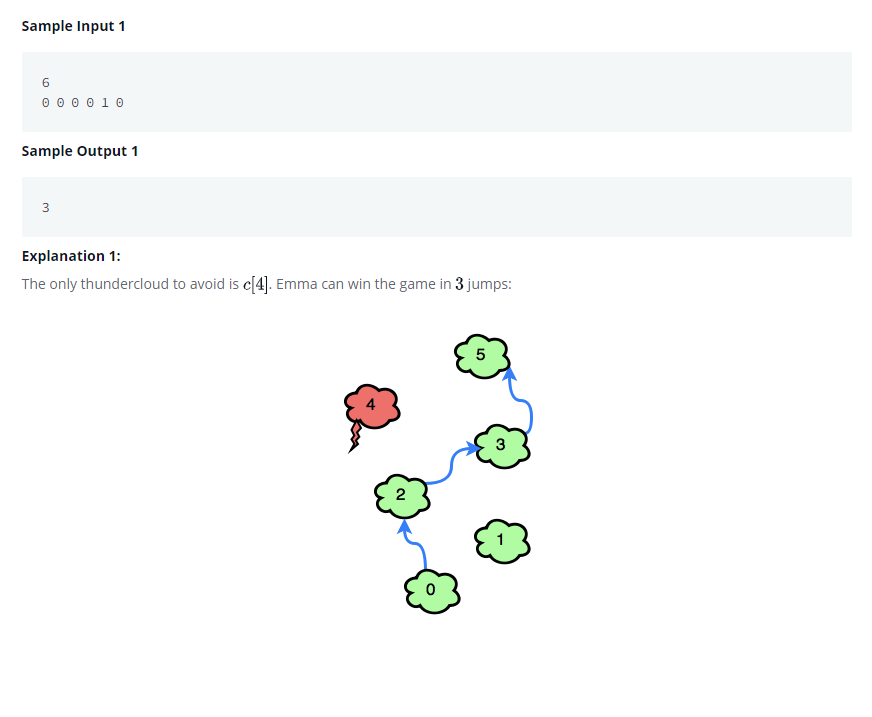 Sample Input 1
6
0 0 0 0 1 0
Sample Output 1
3
Explanation 1:
The only thundercloud to avoid is c[4]. Emma can win the game in 3 jumps:
5
4
3
2
1
0